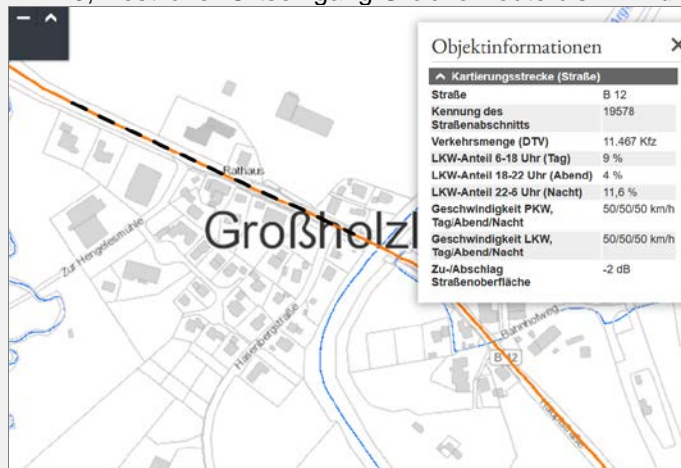 Objektinformationen
Kartierungsstrecke (Straße)
Straße B 12
Kennung des Straßenabschnitts 19578
Verkehrsmenge (DTV) 11.467 Kfz
LKW-Anteil 6-18 Uhr (Tag) 9 %
LKW-Anteil 18-22 Uhr (Abend) 4 %
LKW-Anteil 22-6 Uhr (Nacht) 11,6 %
Geschwindigkeit PKW, Tag/Abend/Nacht 50/50/50 km/h
Geschwindigkeit LKW, Tag/Abend/Nacht 50/50/50 km/h
Zu-/Abschlag Straßenoberfläche -2 dB
Rathaus
Großholzl
Zur Hengelesmühle
Hasenbergstraße
Bahnhofweg
B 12
Hauptstraße